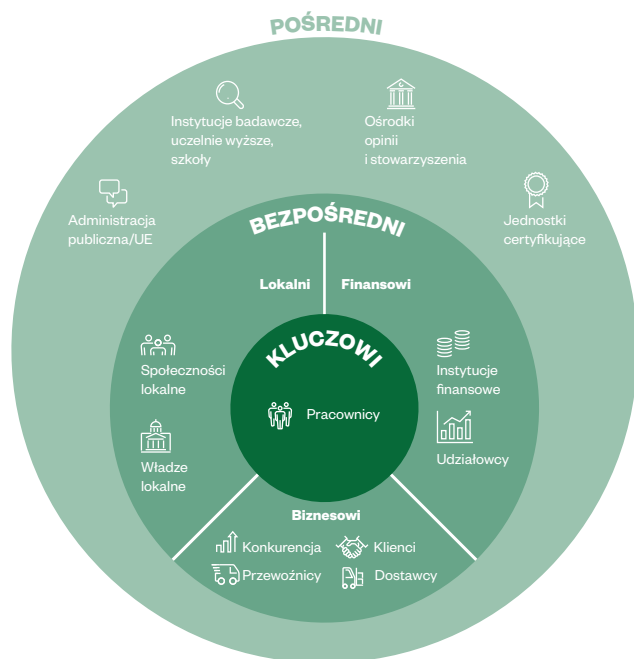 POŚREDNI
Instytucje badawcze,
uczelnie wyższe,
szkoły
Ośrodki
opinii
i stowarzyszenia
Administracja
publiczna/UE
Jednostki
certyfikujące
BEZPOŚREDNI
Lokalni
Finansowi
KLUCZOWI
Społeczności
lokalne
Instytucje
finansowe
Pracownicy
Władze
lokalne
Udziałowcy
Biznesowi
Konkurencja
Klienci
Przewoźnicy
Dostawcy